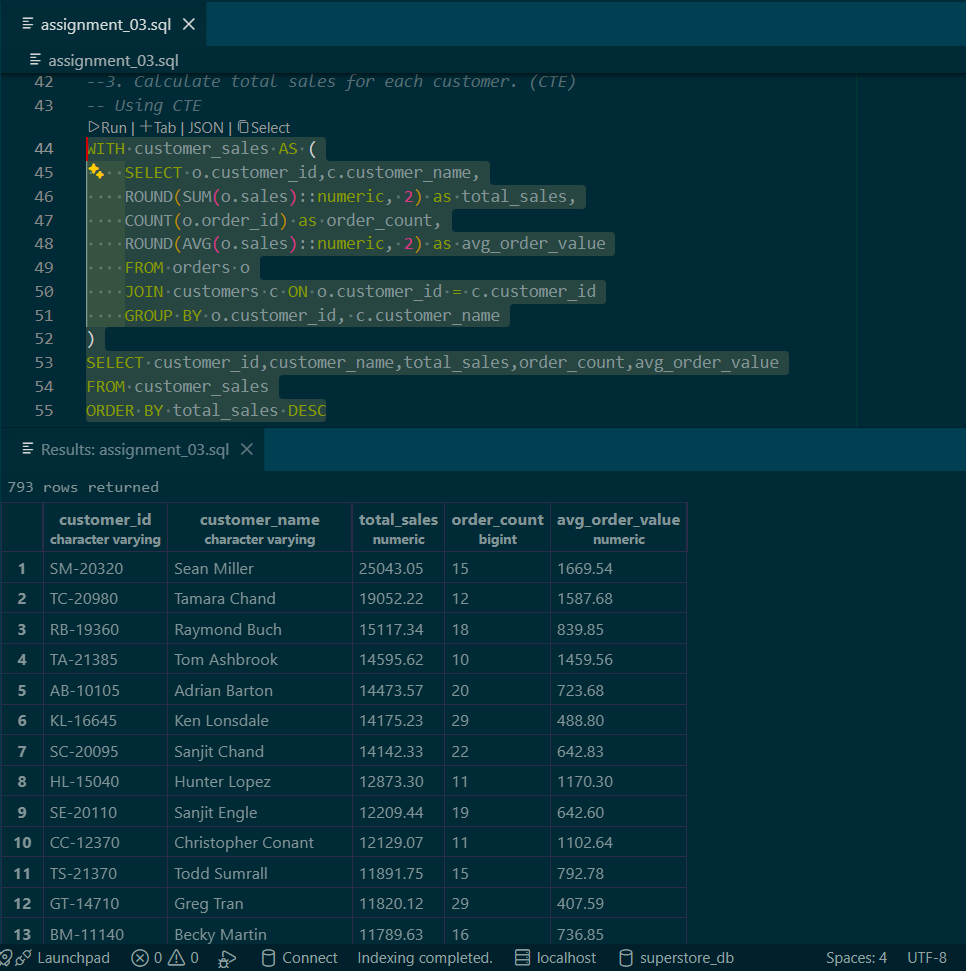 assignment_03.sql
assignment_03.sql
42 --3. Calculate total sales for each customer. (CTE)
43 -- Using CTE
Run | Tab | JSON | Select
44 WITH customer_sales AS (
45 SELECT o.customer_id,c.customer_name,
46 ROUND(SUM(o.sales)::numeric, 2) as total_sales,
47 COUNT(o.order_id) as order_count,
48 ROUND(AVG(o.sales)::numeric, 2) as avg_order_value
49 FROM orders o
50 JOIN customers c ON o.customer_id = c.customer_id
51 GROUP BY o.customer_id, c.customer_name
52 )
53 SELECT customer_id,customer_name,total_sales,order_count,avg_order_value
54 FROM customer_sales
55 ORDER BY total_sales DESC
Results: assignment_03.sql
793 rows returned
customer_id customer_name total_sales order_count avg_order_value
character varying character varying numeric bigint numeric
1 SM-20320 Sean Miller 25043.05 15 1669.54
2 TC-20980 Tamara Chand 19052.22 12 1587.68
3 RB-19360 Raymond Buch 15117.34 18 839.85
4 TA-21385 Tom Ashbrook 14595.62 10 1459.56
5 AB-10105 Adrian Barton 14473.57 20 723.68
6 KL-16645 Ken Lonsdale 14175.23 29 488.80
7 SC-20095 Sanjit Chand 14142.33 22 642.83
8 HL-15040 Hunter Lopez 12873.30 11 1170.30
9 SE-20110 Sanjit Engle 12209.44 19 642.60
10 CC-12370 Christopher Conant 12129.07 11 1102.64
11 TS-21370 Todd Sumrall 11891.75 15 792.78
12 GT-14710 Greg Tran 11820.12 29 407.59
13 BM-11140 Becky Martin 11789.63 16 736.85
Launchpad 0 0 Connect Indexing completed. localhost superstore_db Spaces: 4 UTF-8